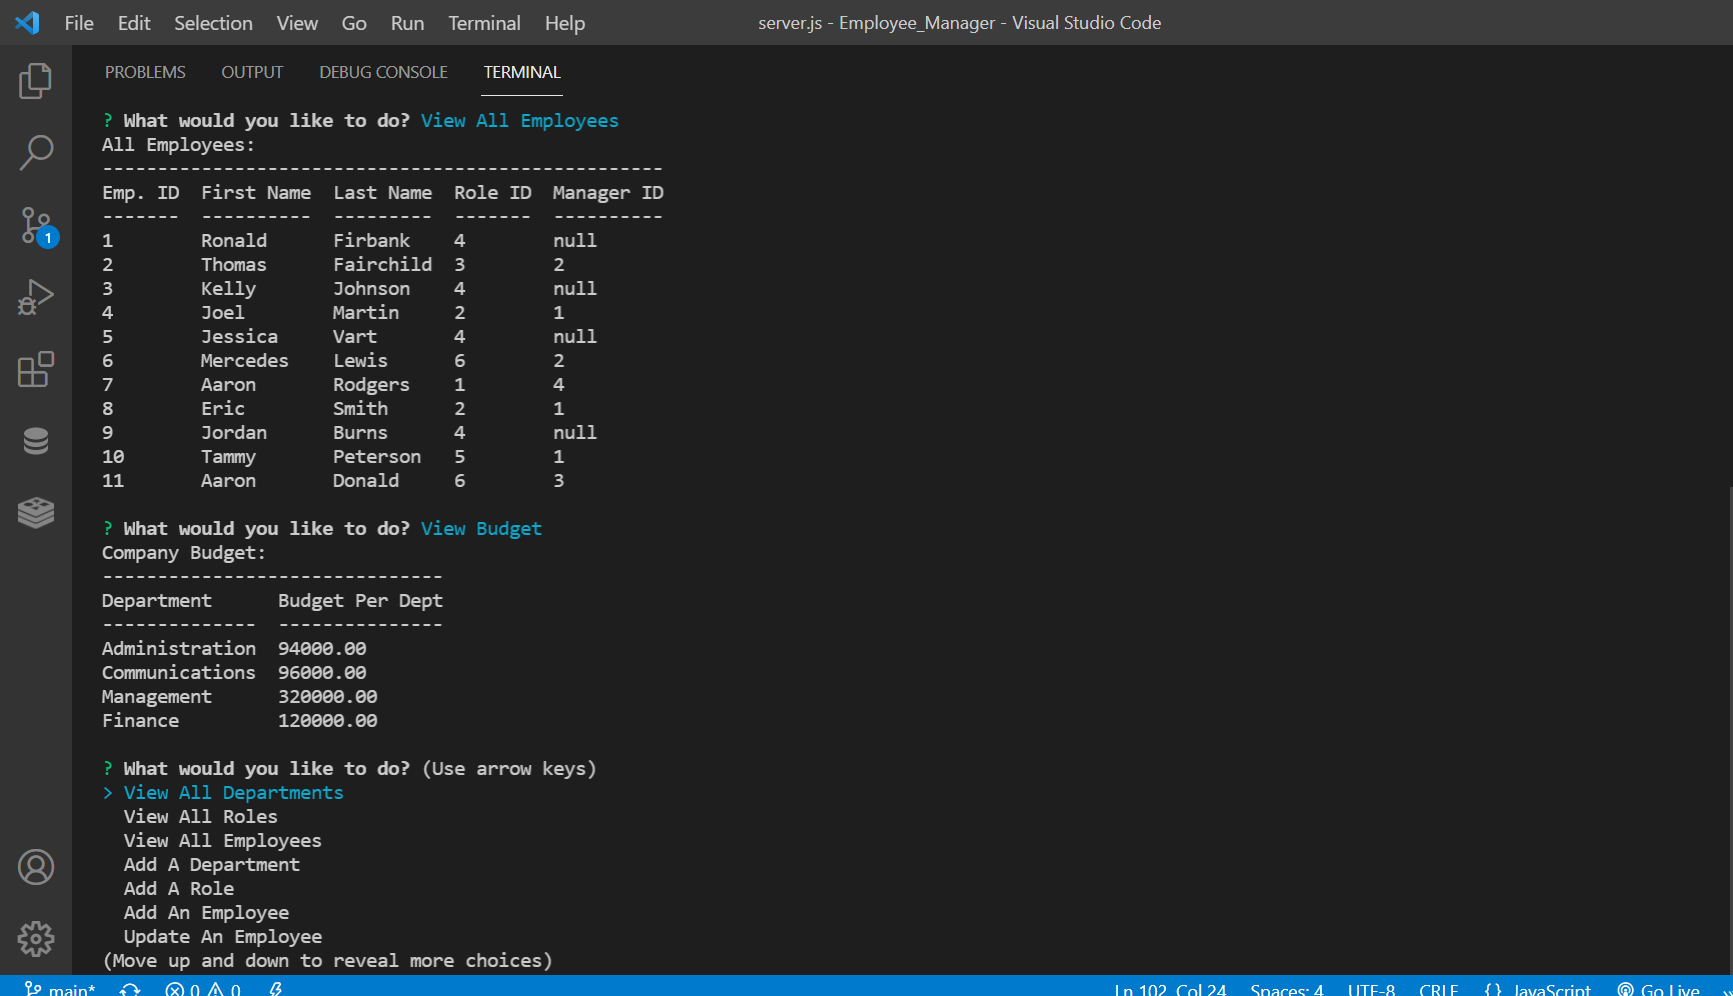 File Edit Selection View Go Run Terminal Help server.js - Employee_Manager - Visual Studio Code
PROBLEMS OUTPUT DEBUG CONSOLE TERMINAL
? What would you like to do? View All Employees
All Employees:
---------------------------------------------------
Emp. ID  First Name  Last Name  Role ID  Manager ID
-------  ----------  ---------  -------  ----------
1        Ronald      Firbank    4        null
2        Thomas      Fairchild  3        2
3        Kelly       Johnson    4        null
4        Joel        Martin     2        1
5        Jessica     Vart       4        null
6        Mercedes    Lewis      6        2
7        Aaron       Rodgers    1        4
8        Eric        Smith      2        1
9        Jordan      Burns      4        null
10       Tammy       Peterson   5        1
11       Aaron       Donald     6        3
1
? What would you like to do? View Budget
Company Budget:
-------------------------------
Department      Budget Per Dept
--------------  ---------------
Administration  94000.00
Communications  96000.00
Management      320000.00
Finance         120000.00
? What would you like to do? (Use arrow keys)
> View All Departments
  View All Roles
  View All Employees
  Add A Department
  Add A Role
  Add An Employee
  Update An Employee
(Move up and down to reveal more choices)
main* 0 0 Ln 102, Col 24 Spaces: 4 UTF-8 CRLF {} JavaScript Go Live